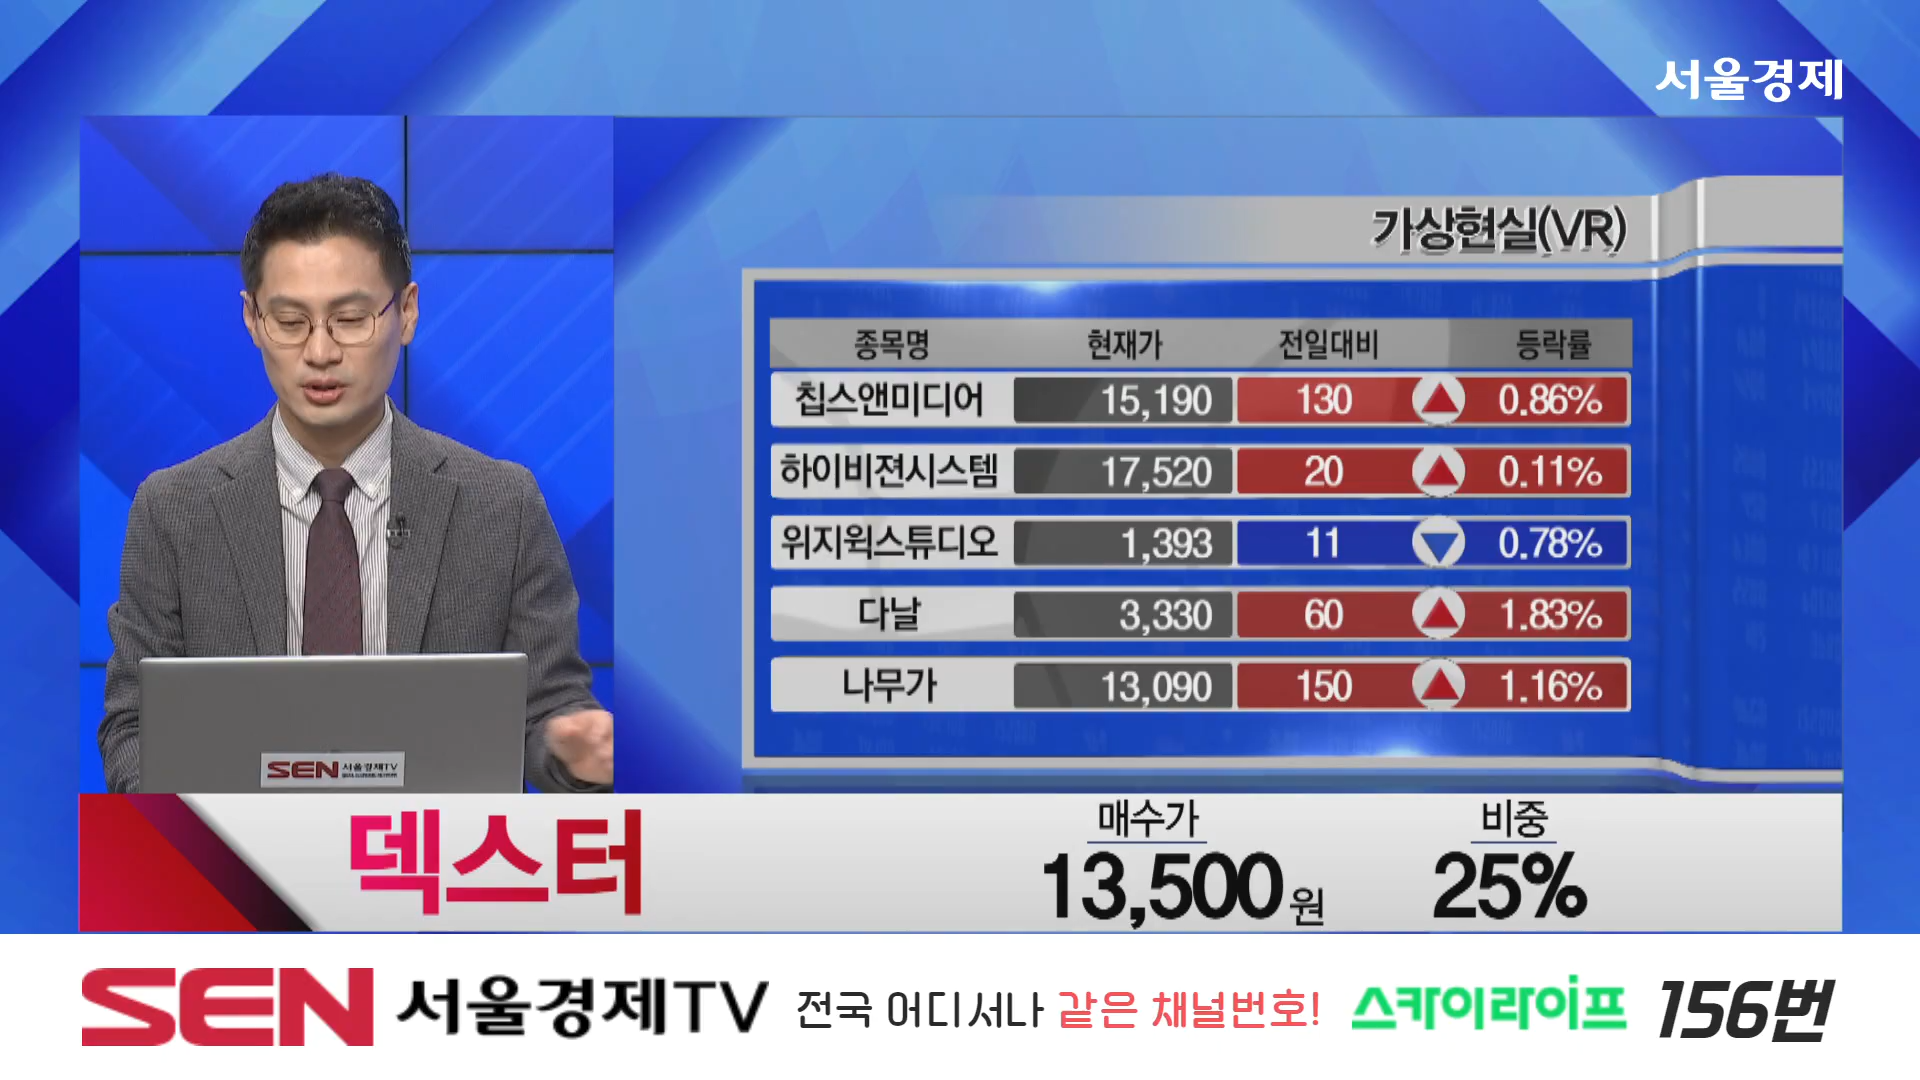 서울경제
가상현실(VR)
종목명 현재가 전일대비 등락률
칩스앤미디어 15,190 130 ▲ 0.86%
하이비젼시스템 17,520 20 ▲ 0.11%
위지윅스튜디오 1,393 11 ▼ 0.78%
다날 3,330 60 ▲ 1.83%
나무가 13,090 150 ▲ 1.16%
SEN 서울경제TV
덱스터
매수가
13,500원
비중
25%
SEN 서울경제TV 전국 어디서나 같은 채널번호! 스카이라이프 156번